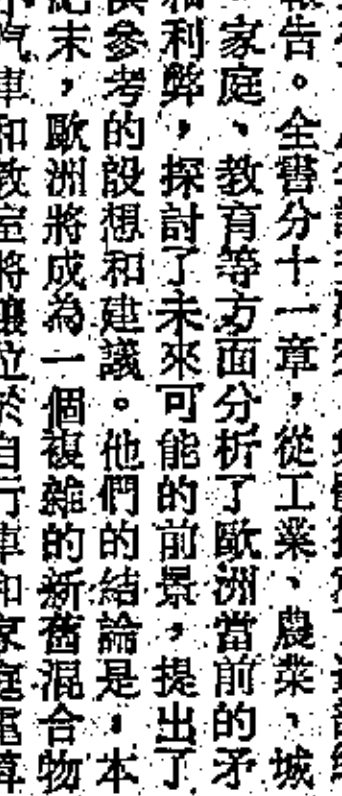 告。全書分十一章，從工業、農業、城
家庭、教育等方面分析了歐洲當前的矛
和利弊，探討了未來可能的前景，提出了
供參考的設想和建議。他們的結論是，本
紀末，歐洲將成為一個複雜的新舊混合物
汽車和教室將讓位於自行車和家庭電